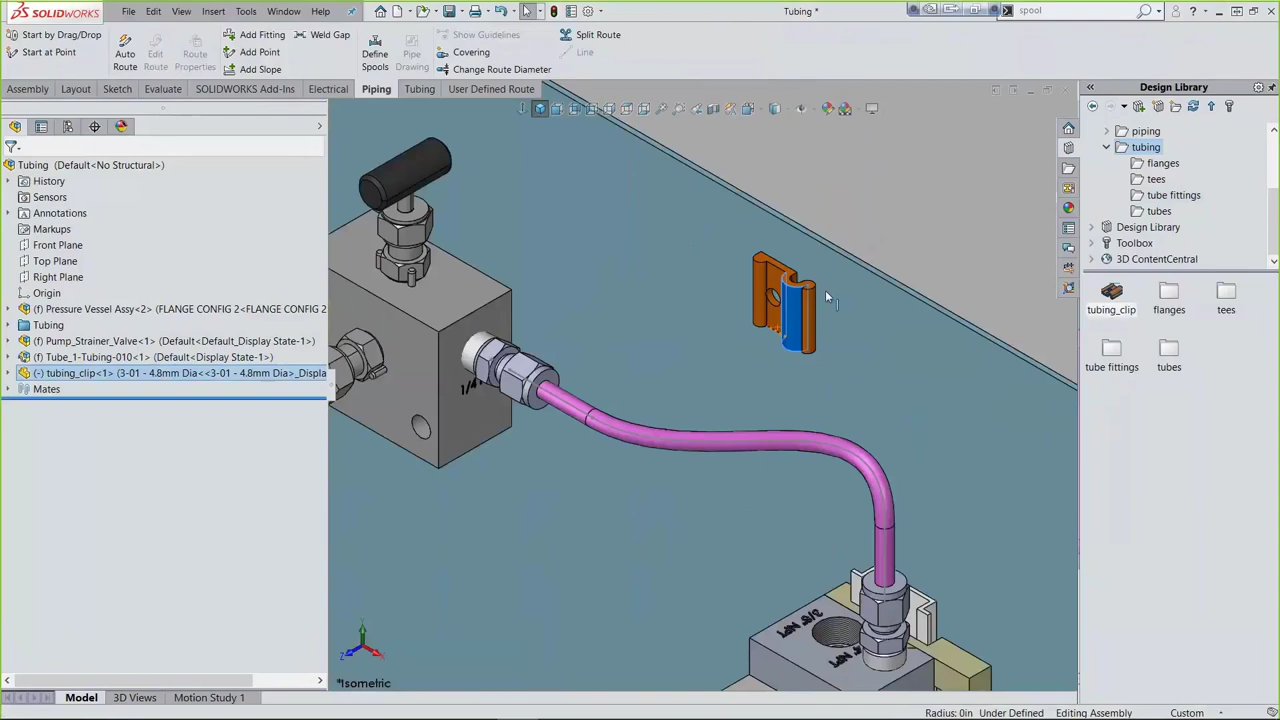 SOLIDWORKS
File Edit View Insert Tools Window Help
Tubing *
spool
Start by Drag/Drop
Start at Point
Auto Route
Edit Route
Route Properties
Add Fitting
Add Point
Add Slope
Weld Gap
Define Spools
Pipe Drawing
Show Guidelines
Covering
Change Route Diameter
Split Route
Line
Assembly Layout Sketch Evaluate SOLIDWORKS Add-Ins Electrical Piping Tubing User Defined Route
Tubing (Default<No Structural>)
History
Sensors
Annotations
Markups
Front Plane
Top Plane
Right Plane
Origin
(f) Pressure Vessel Assy<2> (FLANGE CONFIG 2<FLANGE CONFIG 2
Tubing
(f) Pump_Strainer_Valve<1> (Default<Default_Display State-1>)
(f) Tube_1-Tubing-010<1> (Default<Display State-1>)
(-) tubing_clip<1> (3-01 - 4.8mm Dia<<3-01 - 4.8mm Dia>_Displa
Mates
1/4
3/8" NPT
NPT
Z
X
*Isometric
Design Library
piping
tubing
flanges
tees
tube fittings
tubes
Design Library
Toolbox
3D ContentCentral
tubing_clip
flanges
tees
tube fittings
tubes
Model 3D Views Motion Study 1
Radius: 0in Under Defined Editing Assembly Custom